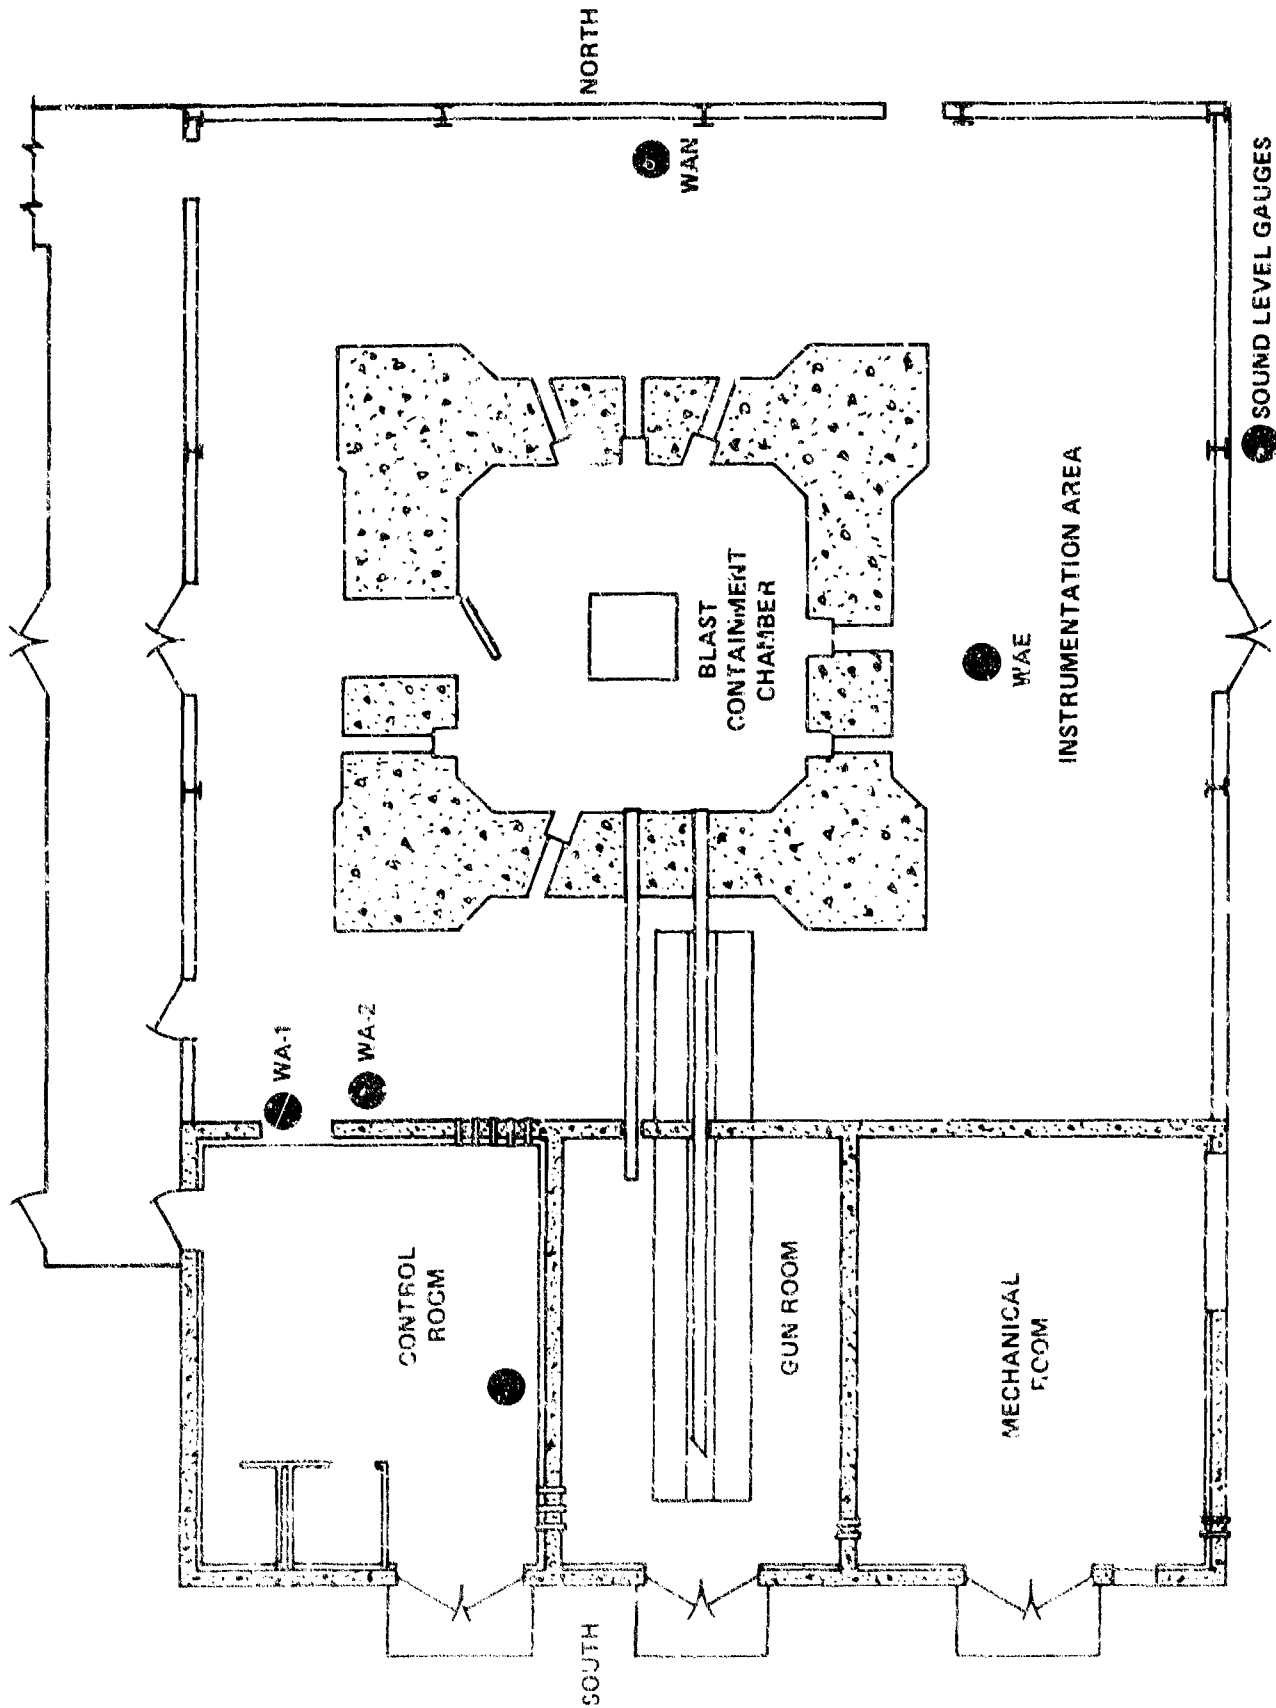 SOUTH
NORTH
CONTROL
ROOM
WA-1
WA-2
GUN ROOM
BLAST
CONTAINMENT
CHAMBER
WAN
MECHANICAL
ROOM
WAE
INSTRUMENTATION AREA
SOUND LEVEL GAUGES